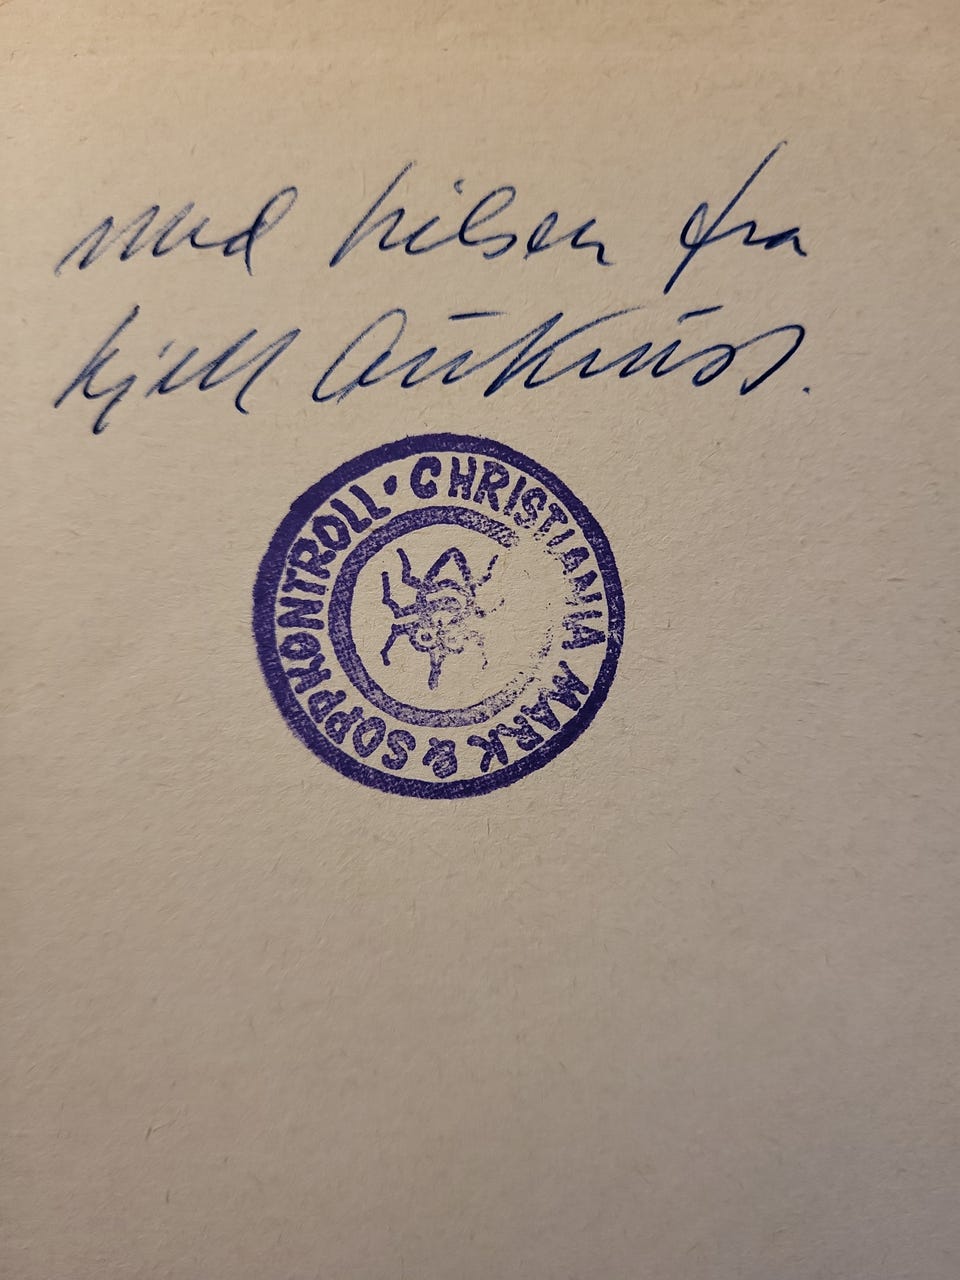 med hilsen fra
Kjell Aukrust.
CHRISTIANIA MARK & SOPPKONTROLL ·